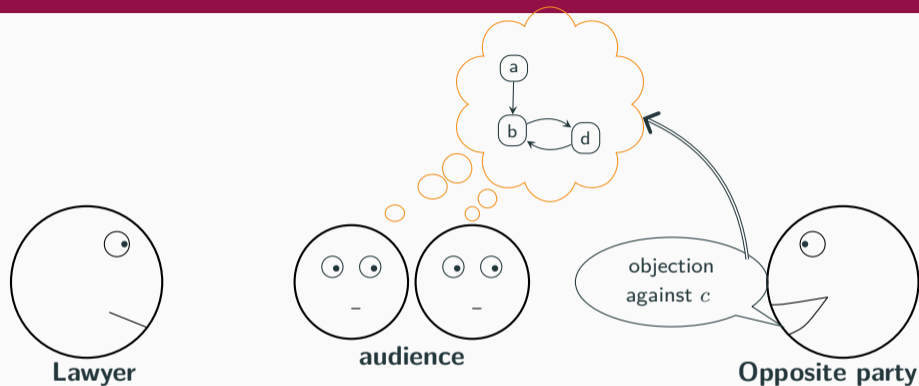 a
b
d
objection
against c
Lawyer
audience
Opposite party